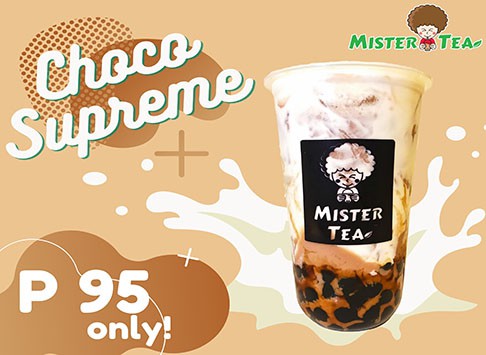 Choco
Supreme
MISTER TEA
MISTER
TEA
P 95
only!